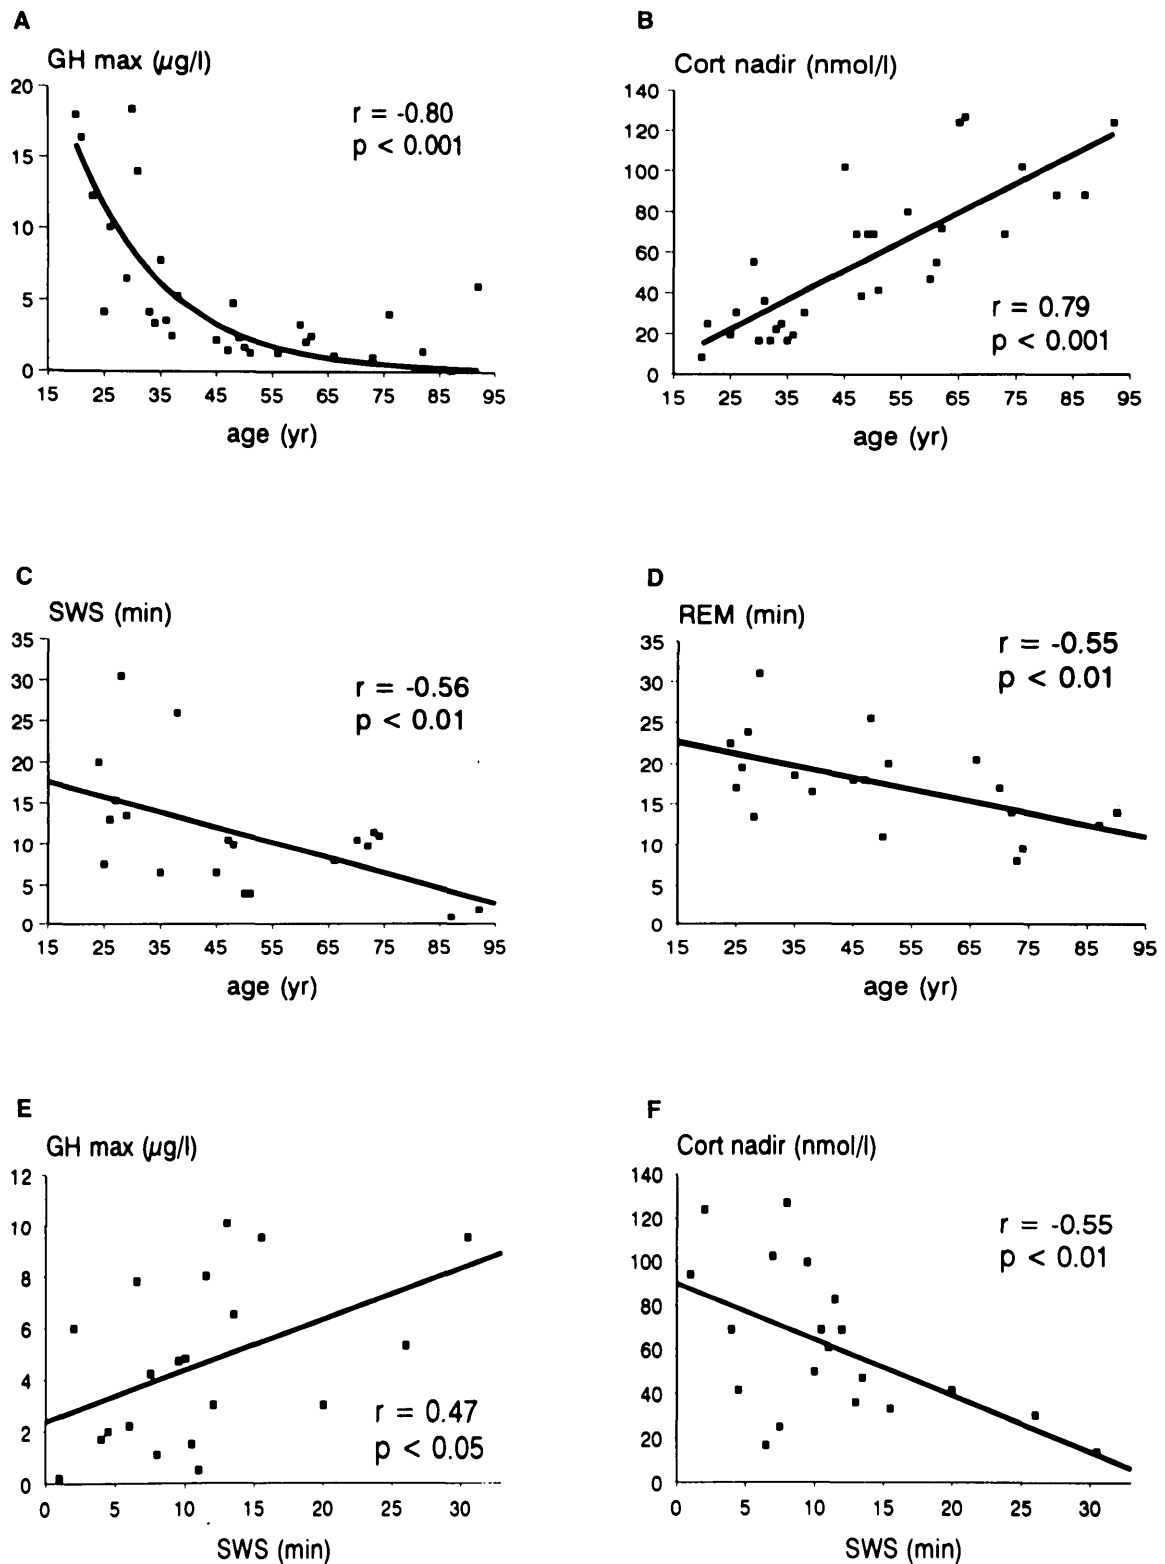 A
GH max (µg/l)
20
15
10
5
0
15 25 35 45 55 65 75 85 95
age (yr)
r = -0.80
p < 0.001
B
Cort nadir (nmol/l)
140
120
100
80
60
40
20
0
15 25 35 45 55 65 75 85 95
age (yr)
r = 0.79
p < 0.001
C
SWS (min)
35
30
25
20
15
10
5
0
15 25 35 45 55 65 75 85 95
age (yr)
r = -0.56
p < 0.01
D
REM (min)
35
30
25
20
15
10
5
0
15 25 35 45 55 65 75 85 95
age (yr)
r = -0.55
p < 0.01
E
GH max (µg/l)
12
10
8
6
4
2
0
0 5 10 15 20 25 30
SWS (min)
r = 0.47
p < 0.05
F
Cort nadir (nmol/l)
140
120
100
80
60
40
20
0
0 5 10 15 20 25 30
SWS (min)
r = -0.55
p < 0.01